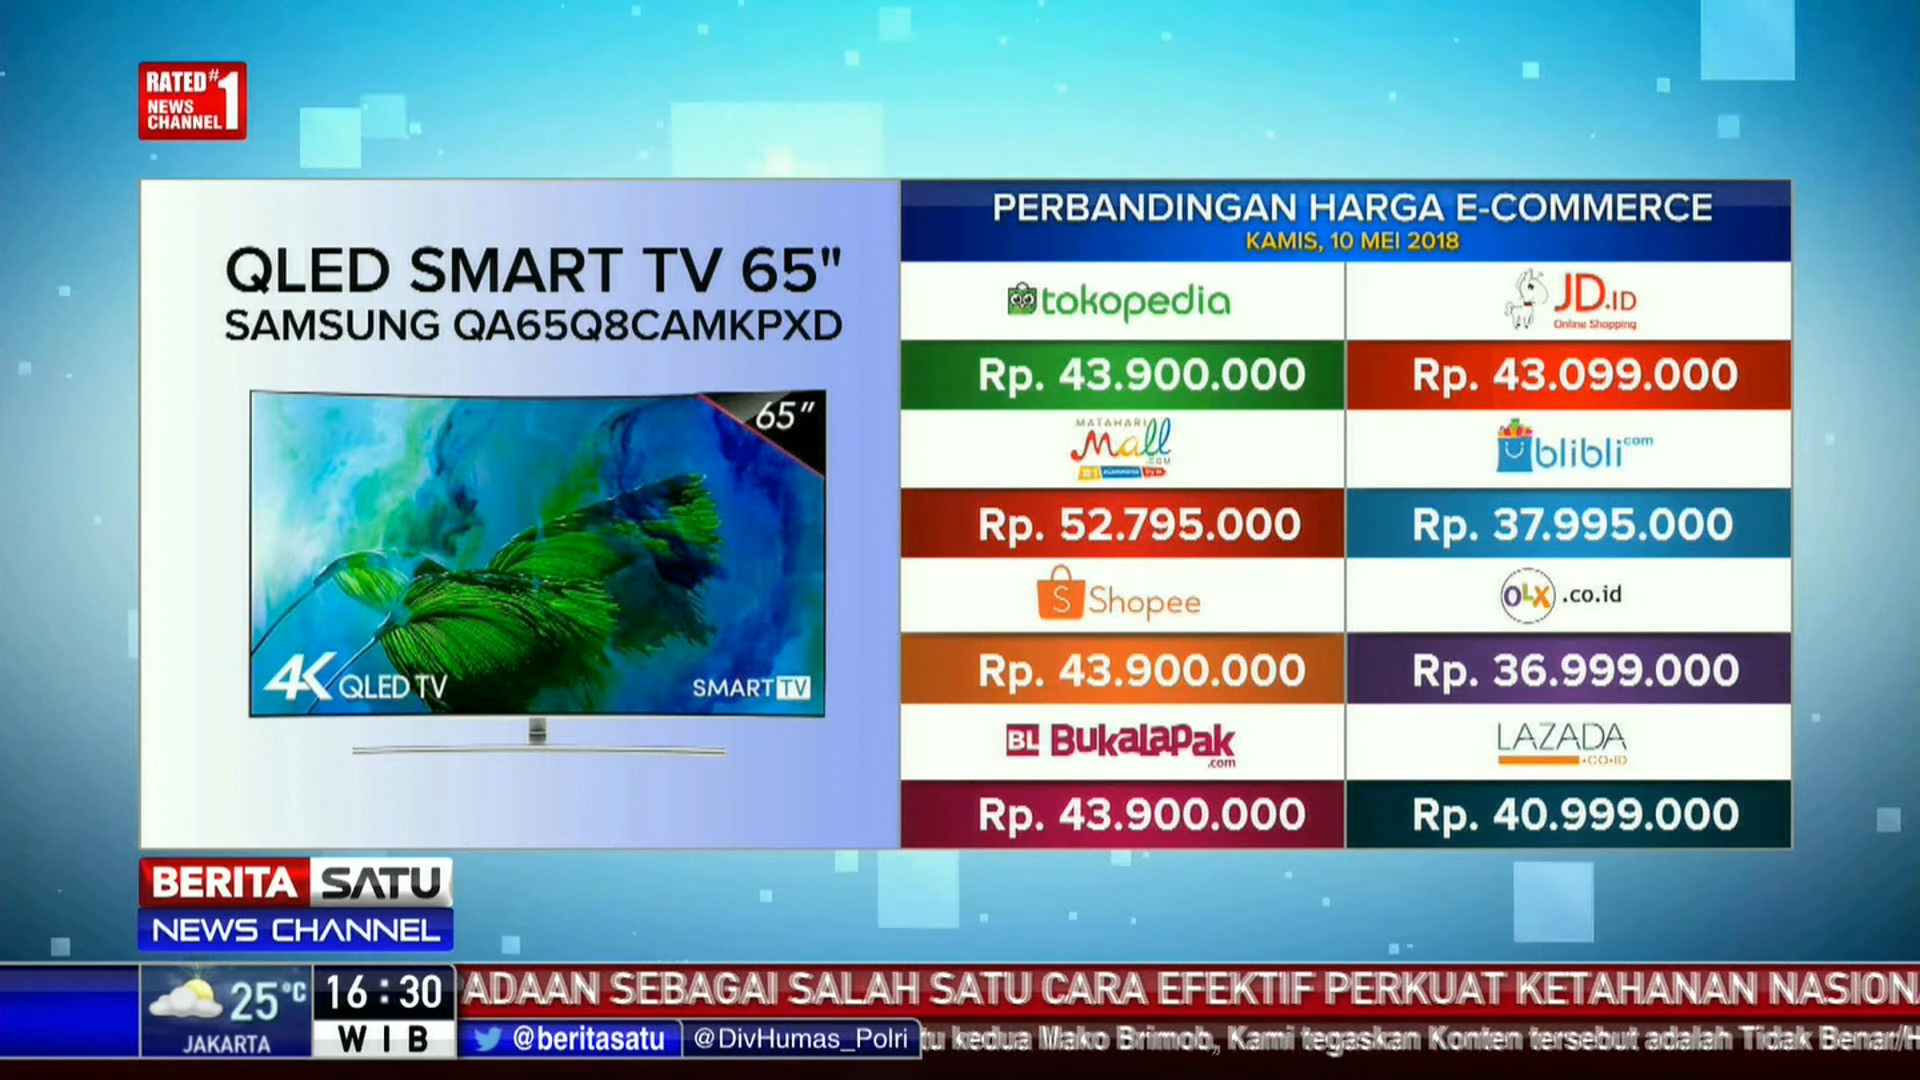 RATED #1
NEWS
CHANNEL
QLED SMART TV 65"
SAMSUNG QA65Q8CAMKPXD
65"
4K QLED TV
SMART TV
PERBANDINGAN HARGA E-COMMERCE
KAMIS, 10 MEI 2018
tokopedia
JD.ID
Online Shopping
Rp. 43.900.000
Rp. 43.099.000
MATAHARI
Mall
.COM
blibli.com
Rp. 52.795.000
Rp. 37.995.000
S Shopee
OLX.co.id
Rp. 43.900.000
Rp. 36.999.000
BL BukalaPak
.com
LAZADA
.CO.ID
Rp. 43.900.000
Rp. 40.999.000
BERITA SATU
NEWS CHANNEL
25°C
JAKARTA
16:30
WIB
ADAAN SEBAGAI SALAH SATU CARA EFEKTIF PERKUAT KETAHANAN NASION
@beritasatu
@DivHumas_Polri
tu kedua Mako Brimob, Kami tegaskan Konten tersebut adalah Tidak Benar/H